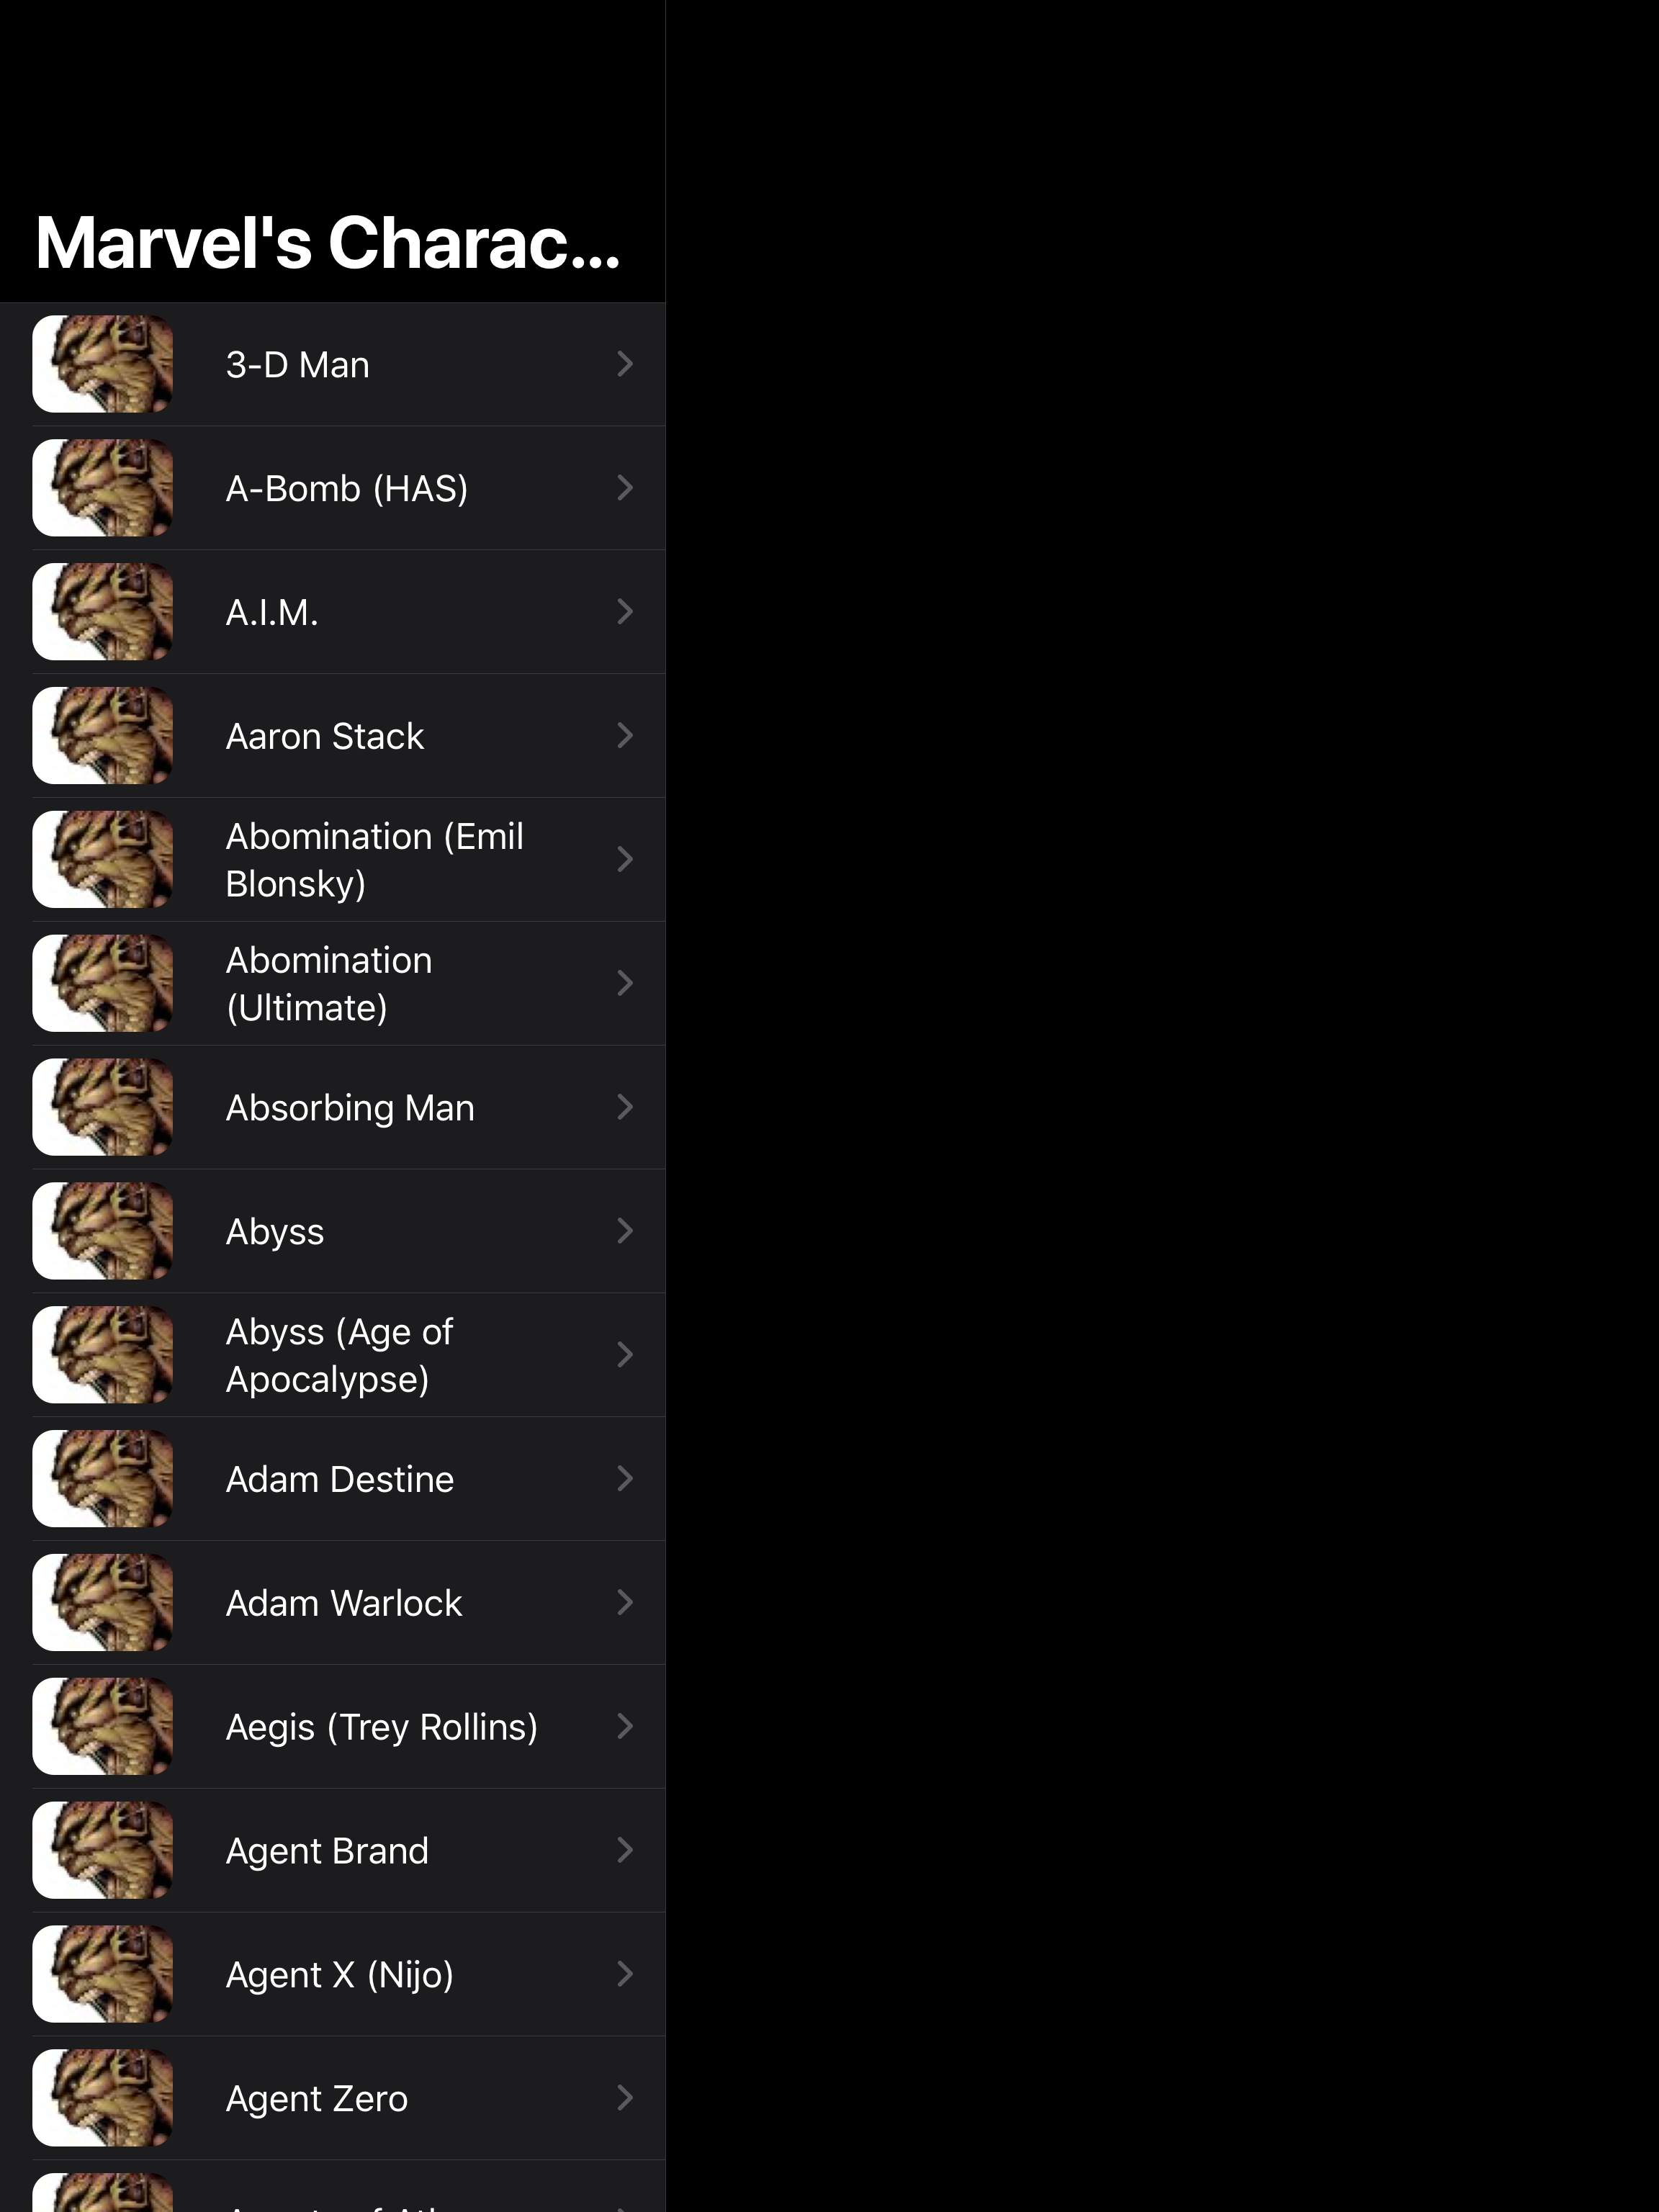 Marvel's Charac...
3-D Man
A-Bomb (HAS)
A.I.M.
Aaron Stack
Abomination (Emil
Blonsky)
Abomination
(Ultimate)
Absorbing Man
Abyss
Abyss (Age of
Apocalypse)
Adam Destine
Adam Warlock
Aegis (Trey Rollins)
Agent Brand
Agent X (Nijo)
Agent Zero